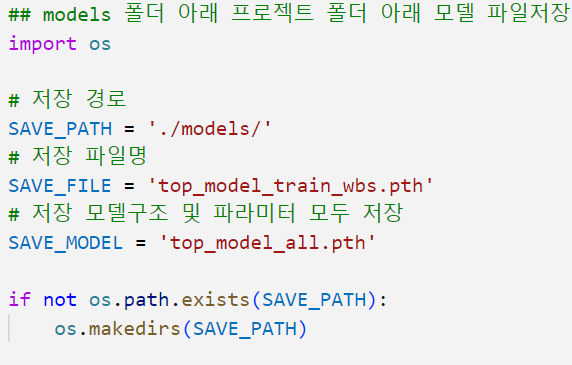 ## models 폴더 아래 프로젝트 폴더 아래 모델 파일저장
import os
# 저장 경로
SAVE_PATH = './models/'
# 저장 파일명
SAVE_FILE = 'top_model_train_wbs.pth'
# 저장 모델구조 및 파라미터 모두 저장
SAVE_MODEL = 'top_model_all.pth'
if not os.path.exists(SAVE_PATH):
    os.makedirs(SAVE_PATH)